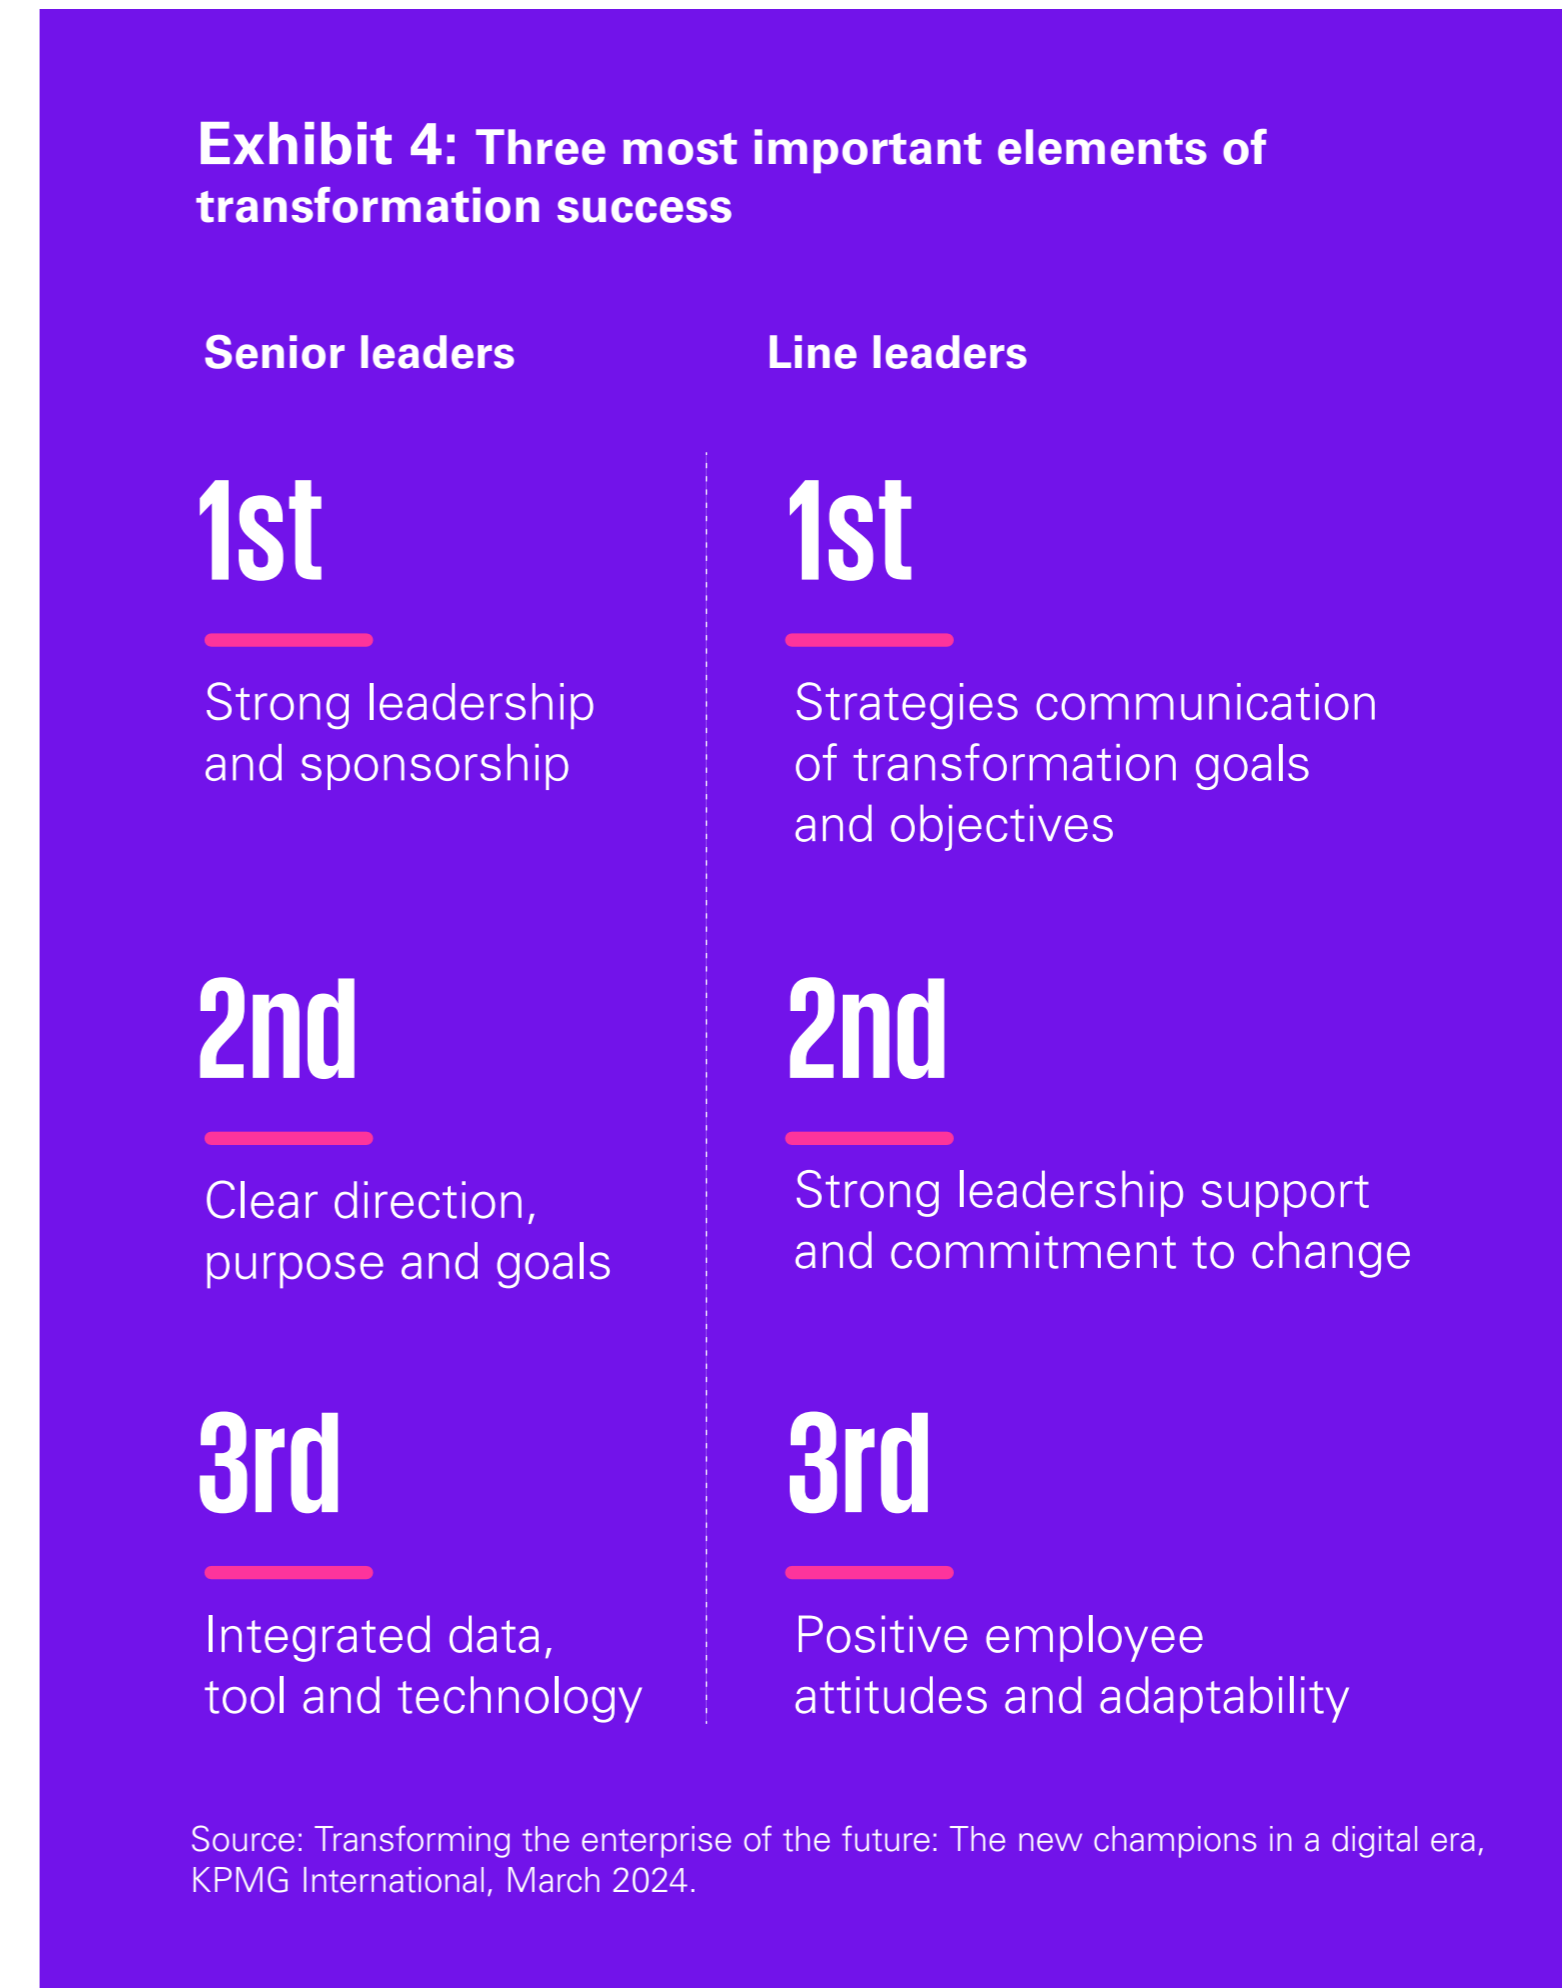 Exhibit 4: Three most important elements of
transformation success
Senior leaders
1st
Strong leadership
and sponsorship
2nd
Clear direction,
purpose and goals
3rd
Integrated data,
tool and technology
Line leaders
1st
Strategies communication
of transformation goals
and objectives
2nd
Strong leadership support
and commitment to change
3rd
Positive employee
attitudes and adaptability
Source: Transforming the enterprise of the future: The new champions in a digital era,
KPMG International, March 2024.